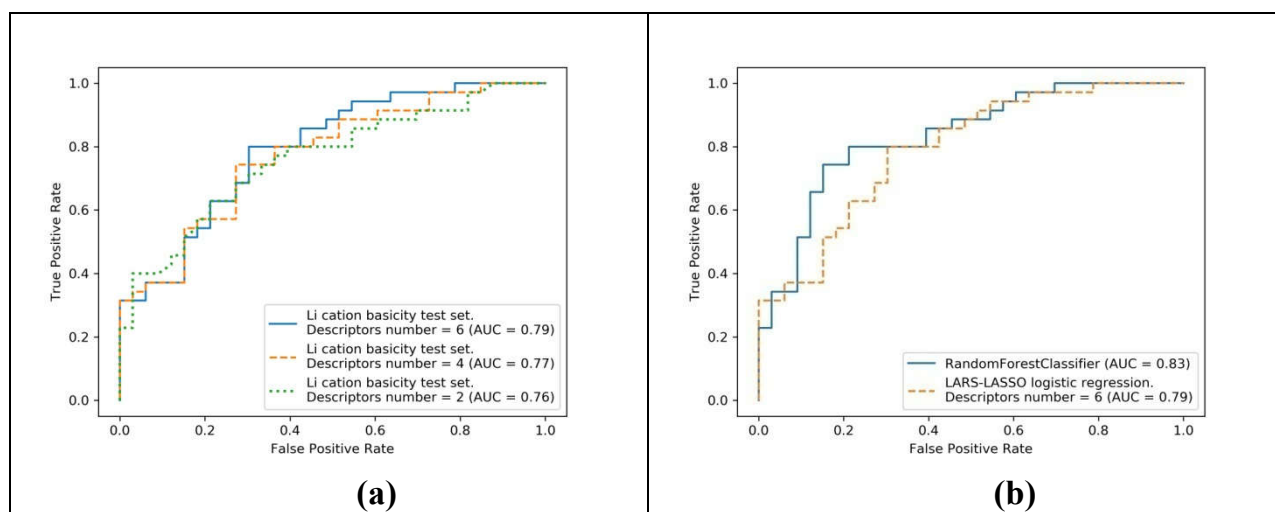 1.0
0.8
0.6
0.4
0.2
0.0
True Positive Rate
Li cation basicity test set.
Descriptors number = 6 (AUC = 0.79)
Li cation basicity test set.
Descriptors number = 4 (AUC = 0.77)
Li cation basicity test set.
Descriptors number = 2 (AUC = 0.76)
0.0 0.2 0.4 0.6 0.8 1.0
False Positive Rate
(a)
1.0
0.8
0.6
0.4
0.2
0.0
True Positive Rate
RandomForestClassifier (AUC = 0.83)
LARS-LASSO logistic regression.
Descriptors number = 6 (AUC = 0.79)
0.0 0.2 0.4 0.6 0.8 1.0
False Positive Rate
(b)